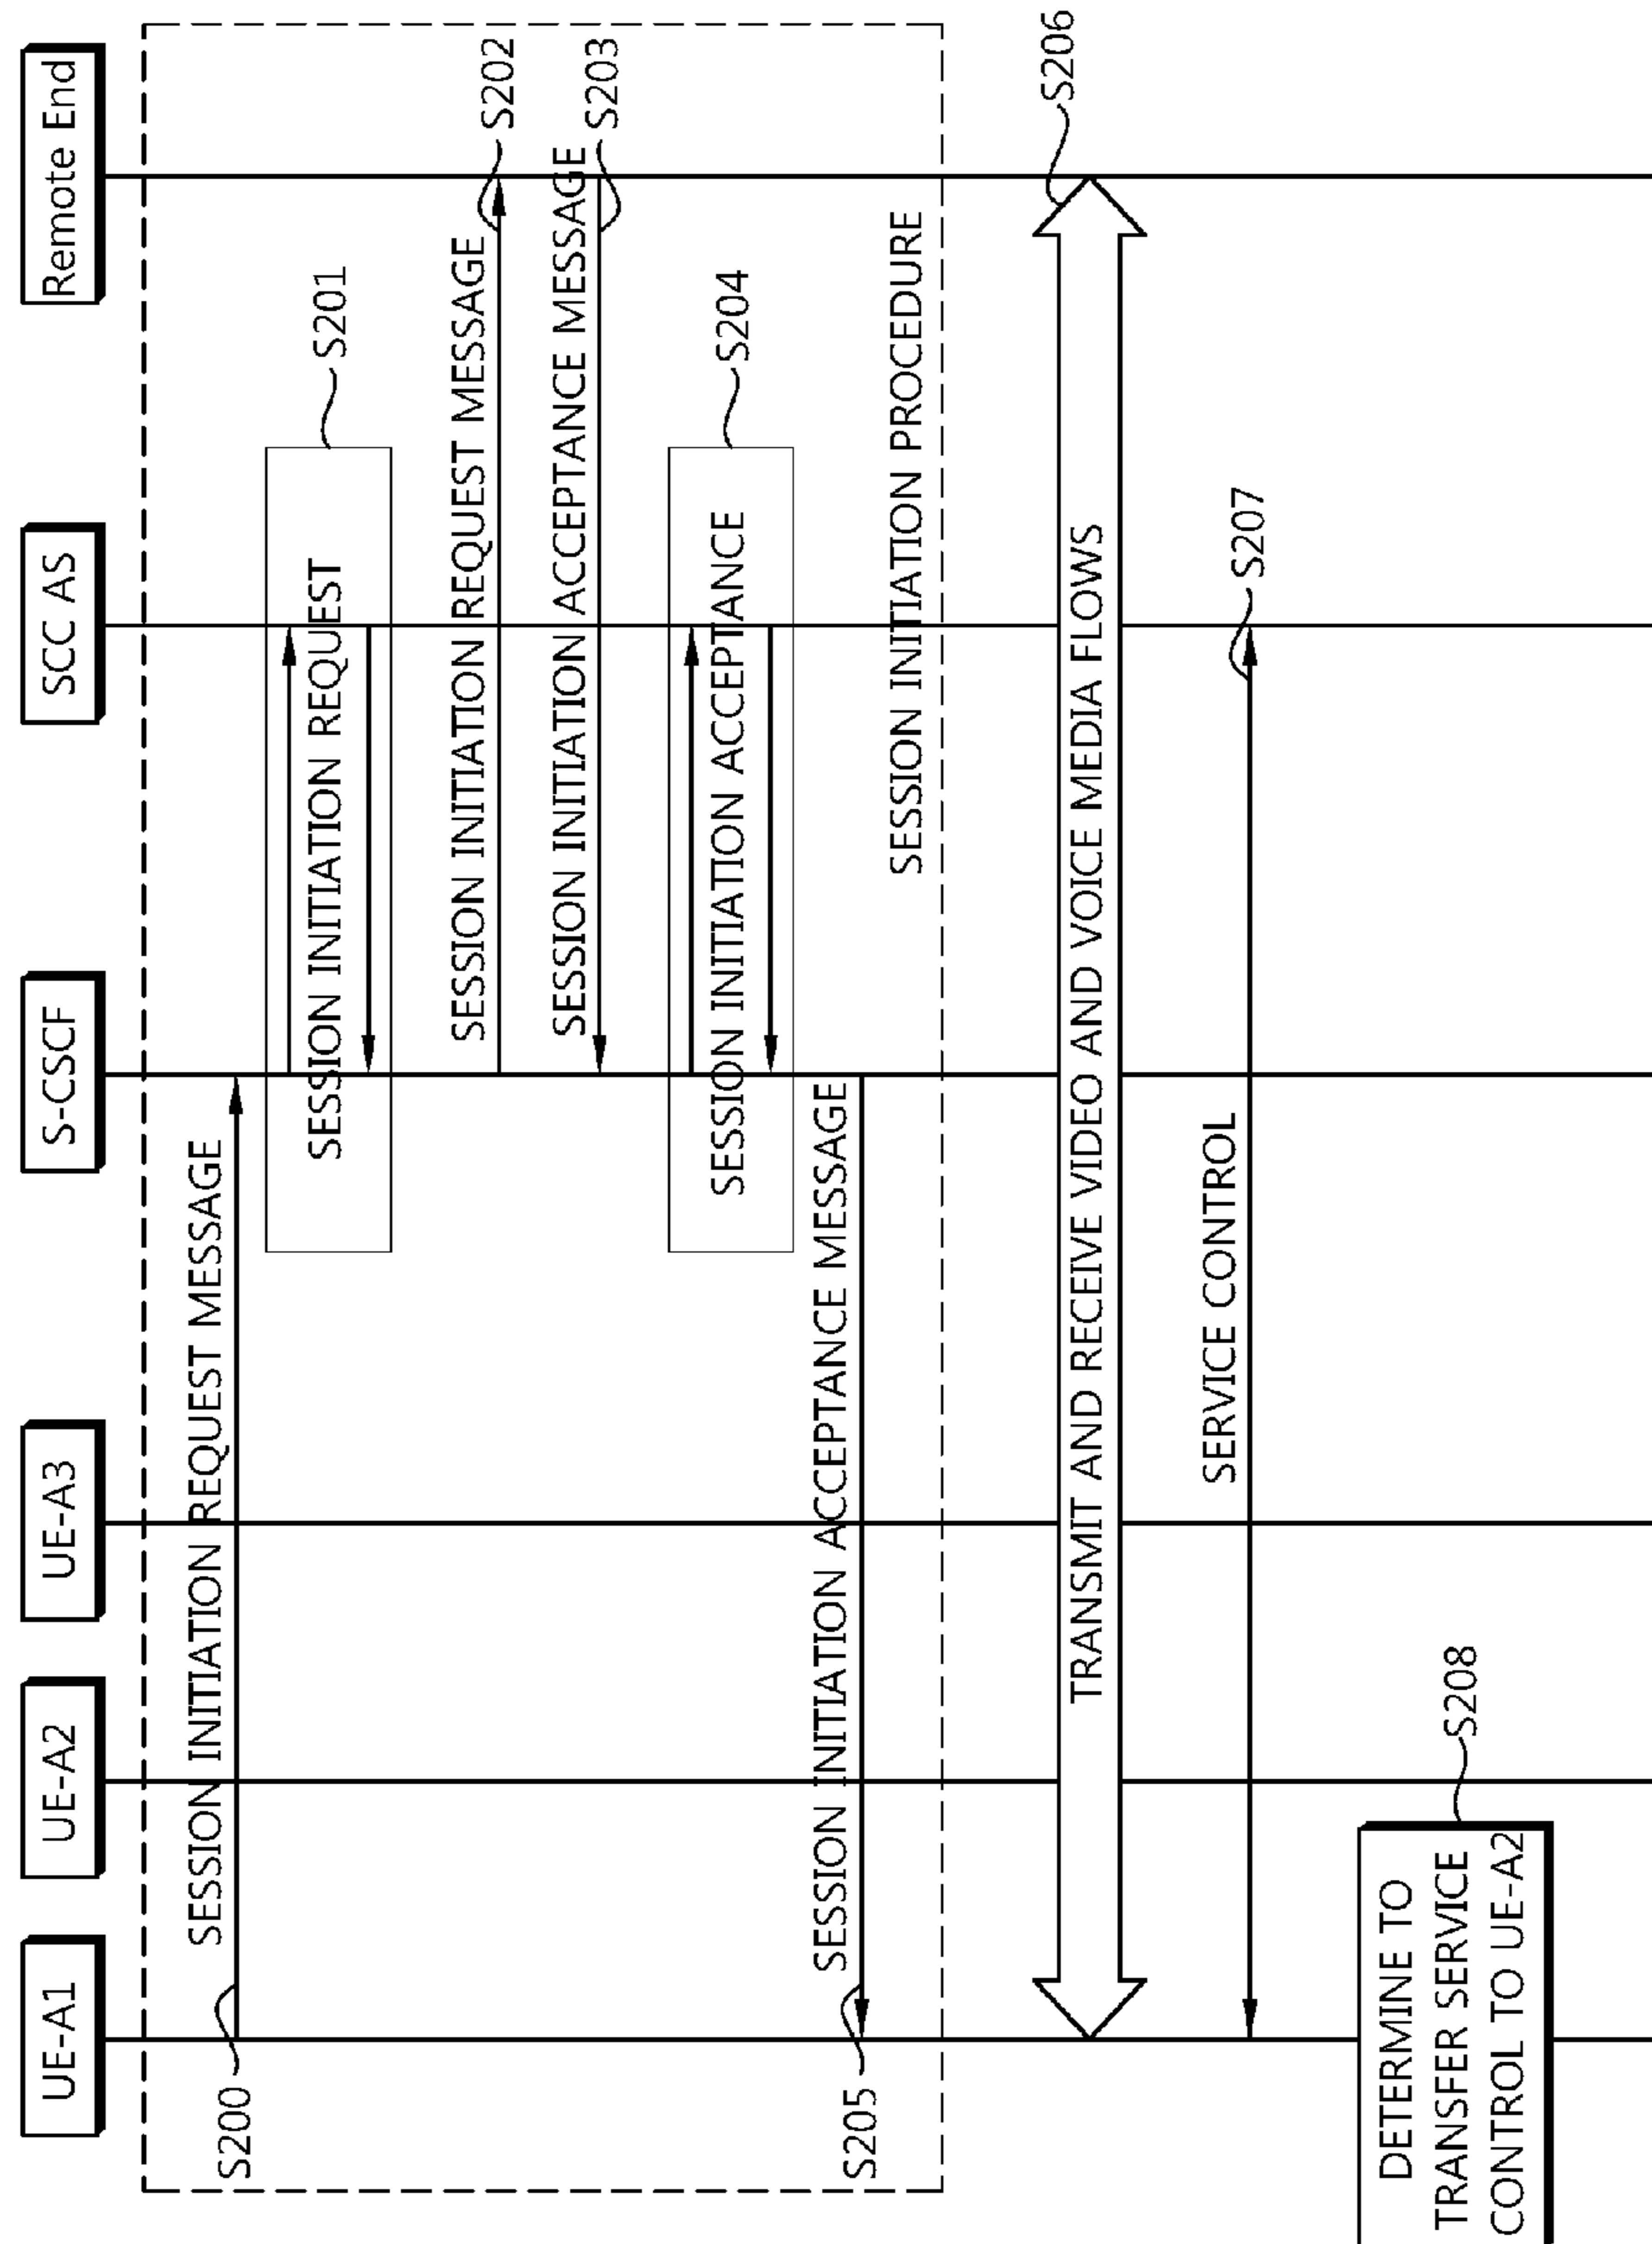 UE-A1
UE-A2
UE-A3
S-CSCF
SCC AS
Remote End
SESSION INITIATION REQUEST MESSAGE
S200
SESSION INITIATION REQUEST
S201
SESSION INITIATION REQUEST MESSAGE
S202
SESSION INITIATION ACCEPTANCE MESSAGE
S203
SESSION INITIATION ACCEPTANCE
S204
SESSION INITIATION ACCEPTANCE MESSAGE
S205
SESSION INITIATION PROCEDURE
TRANSMIT AND RECEIVE VIDEO AND VOICE MEDIA FLOWS
S206
SERVICE CONTROL
S207
DETERMINE TO
TRANSFER SERVICE
CONTROL TO UE-A2
S208